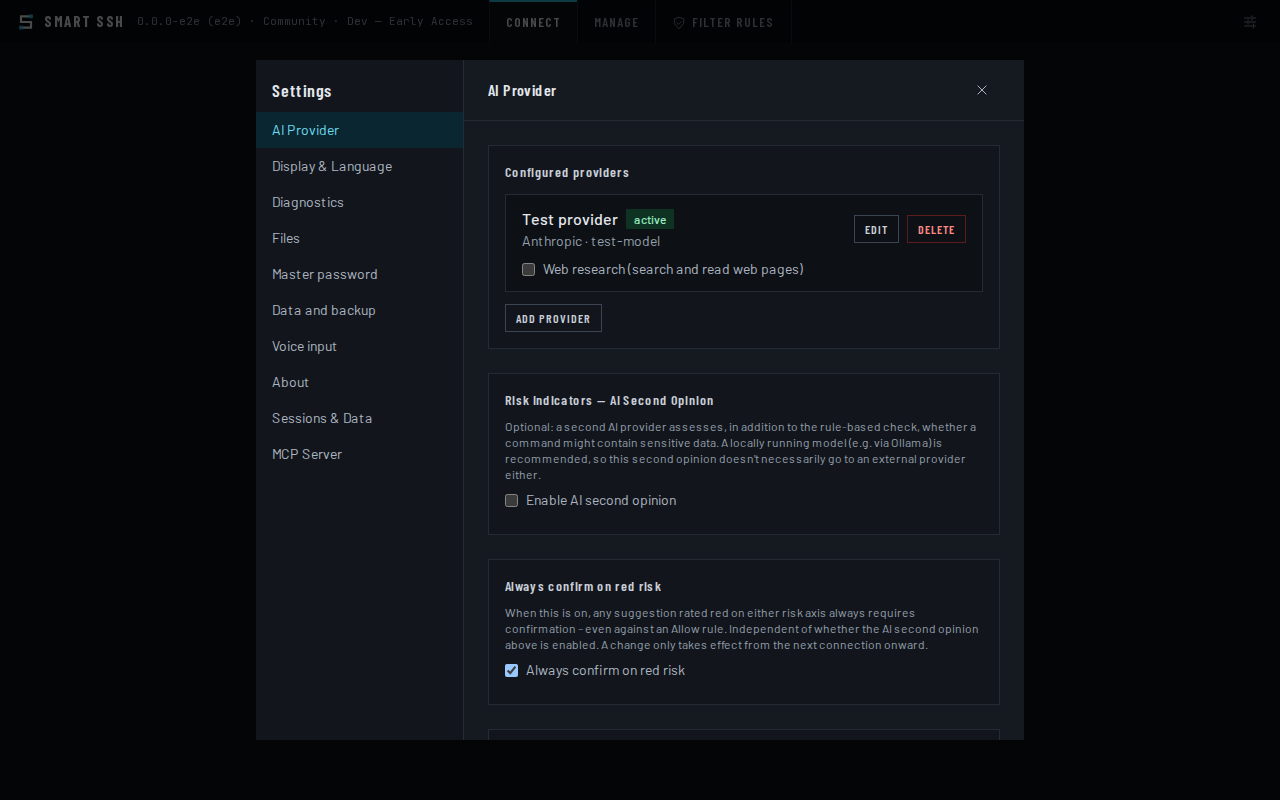 SMART SSH 0.0.0-e2e (e2e) · Community · Dev — Early Access CONNECT MANAGE FILTER RULES
Settings
AI Provider
Display & Language
Diagnostics
Files
Master password
Data and backup
Voice input
About
Sessions & Data
MCP Server
AI Provider
Configured providers
Test provider active
Anthropic · test-model
EDIT DELETE
Web research (search and read web pages)
ADD PROVIDER
Risk indicators — AI Second Opinion
Optional: a second AI provider assesses, in addition to the rule-based check, whether a
command might contain sensitive data. A locally running model (e.g. via Ollama) is
recommended, so this second opinion doesn't necessarily go to an external provider
either.
Enable AI second opinion
Always confirm on red risk
When this is on, any suggestion rated red on either risk axis always requires
confirmation – even against an Allow rule. Independent of whether the AI second opinion
above is enabled. A change only takes effect from the next connection onward.
Always confirm on red risk